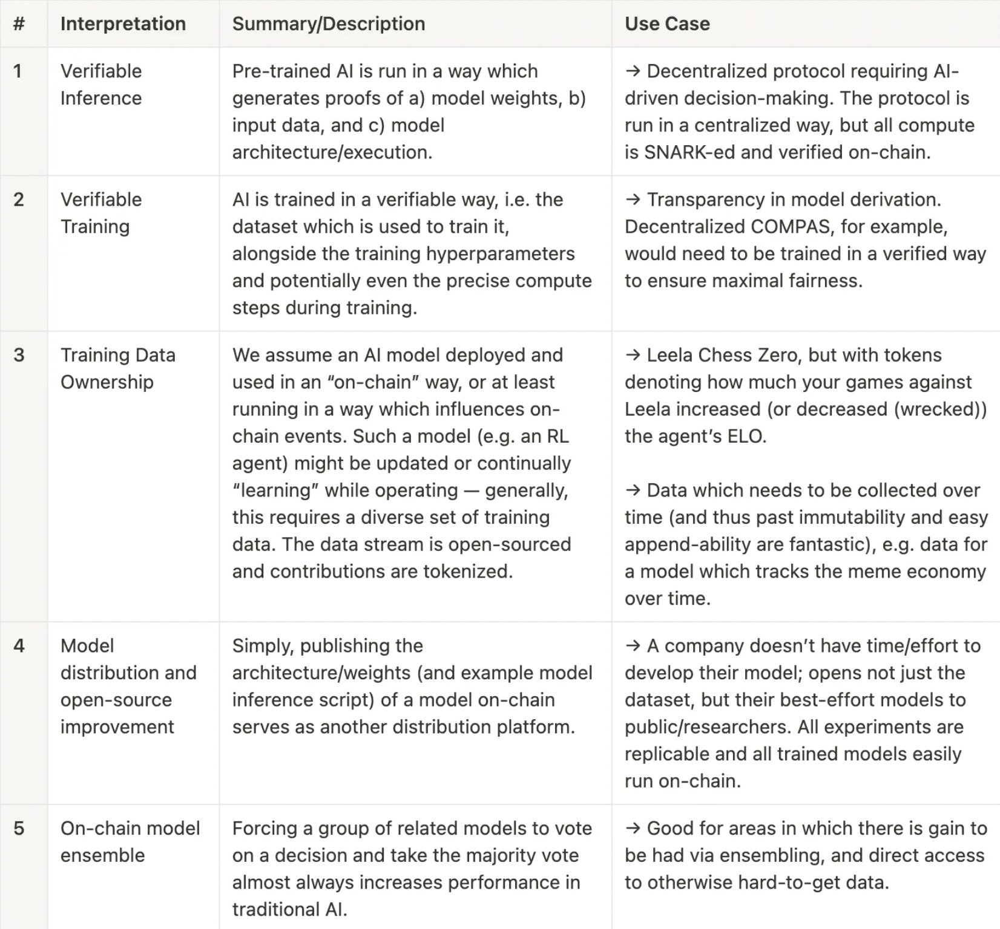 #
Interpretation
Summary/Description
Use Case
1
Verifiable
Inference
Pre-trained AI is run in a way which
generates proofs of a) model weights, b)
input data, and c) model
architecture/execution.
→ Decentralized protocol requiring AI-
driven decision-making. The protocol is
run in a centralized way, but all compute
is SNARK-ed and verified on-chain.
2
Verifiable
Training
AI is trained in a verifiable way, i.e. the
dataset which is used to train it,
alongside the training hyperparameters
and potentially even the precise compute
steps during training.
→ Transparency in model derivation.
Decentralized COMPAS, for example,
would need to be trained in a verified way
to ensure maximal fairness.
3
Training Data
Ownership
We assume an AI model deployed and
used in an “on-chain” way, or at least
running in a way which influences on-
chain events. Such a model (e.g. an RL
agent) might be updated or continually
“learning” while operating — generally,
this requires a diverse set of training
data. The data stream is open-sourced
and contributions are tokenized.
→ Leela Chess Zero, but with tokens
denoting how much your games against
Leela increased (or decreased (wrecked))
the agent’s ELO.
→ Data which needs to be collected over
time (and thus past immutability and easy
append-ability are fantastic), e.g. data for
a model which tracks the meme economy
over time.
4
Model
distribution and
open-source
improvement
Simply, publishing the
architecture/weights (and example model
inference script) of a model on-chain
serves as another distribution platform.
→ A company doesn’t have time/effort to
develop their model; opens not just the
dataset, but their best-effort models to
public/researchers. All experiments are
replicable and all trained models easily
run on-chain.
5
On-chain model
ensemble
Forcing a group of related models to vote
on a decision and take the majority vote
almost always increases performance in
traditional AI.
→ Good for areas in which there is gain to
be had via ensembling, and direct access
to otherwise hard-to-get data.